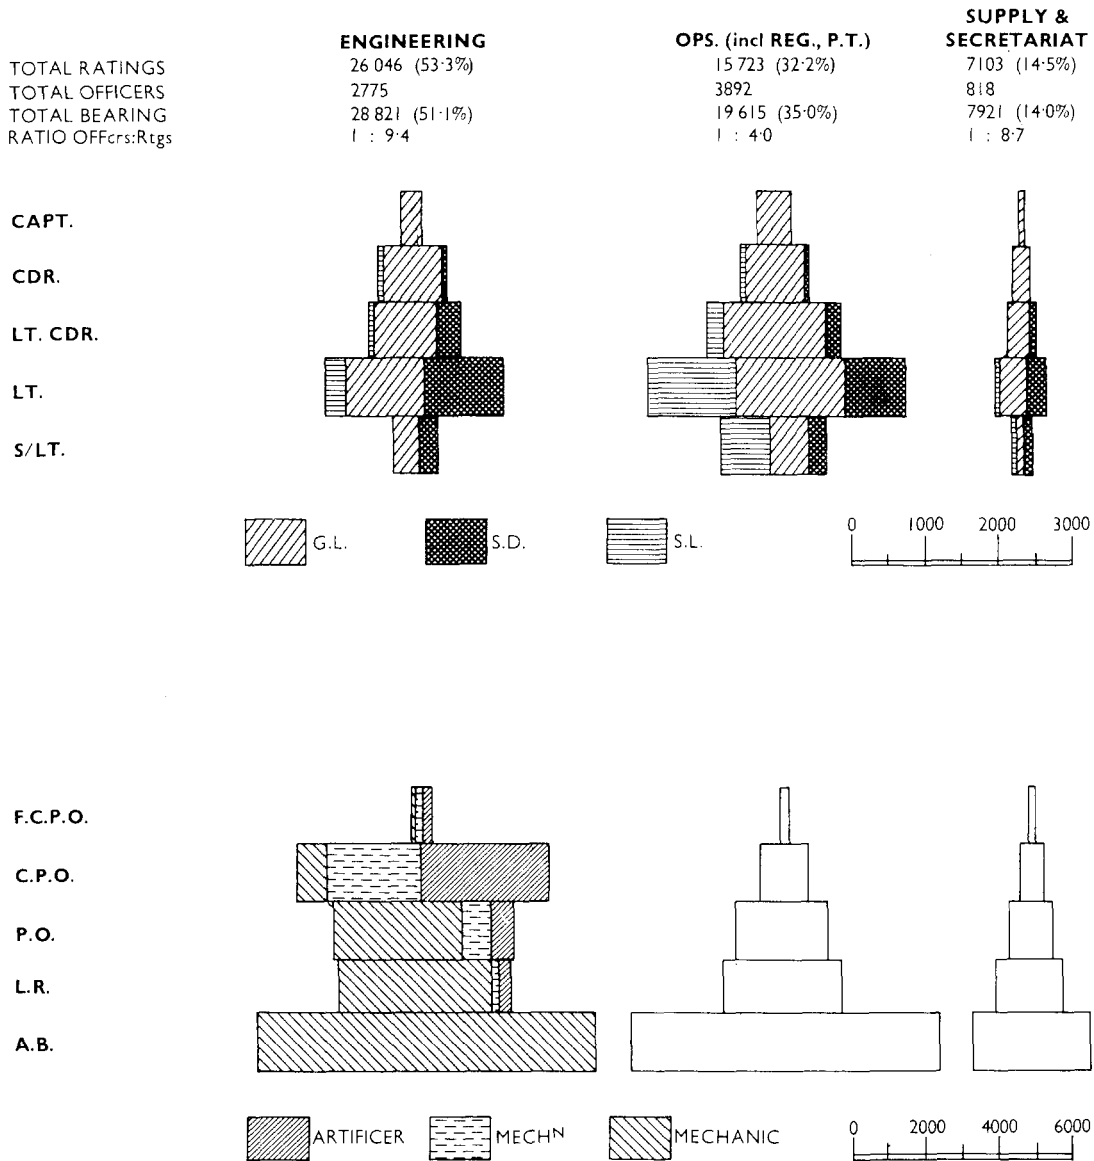 ENGINEERING OPS. (incl REG., P.T.) SUPPLY & SECRETARIAT
TOTAL RATINGS 26 046 (53·3%) 15 723 (32·2%) 7103 (14·5%)
TOTAL OFFICERS 2775 3892 818
TOTAL BEARING 28 821 (51·1%) 19 615 (35·0%) 7921 (14·0%)
RATIO OFFcrs:Rtgs 1 : 9·4 1 : 4·0 1 : 8·7
CAPT.
CDR.
LT. CDR.
LT.
S/LT.
G.L. S.D. S.L. 0 1000 2000 3000
F.C.P.O.
C.P.O.
P.O.
L.R.
A.B.
ARTIFICER MECHN MECHANIC 0 2000 4000 6000